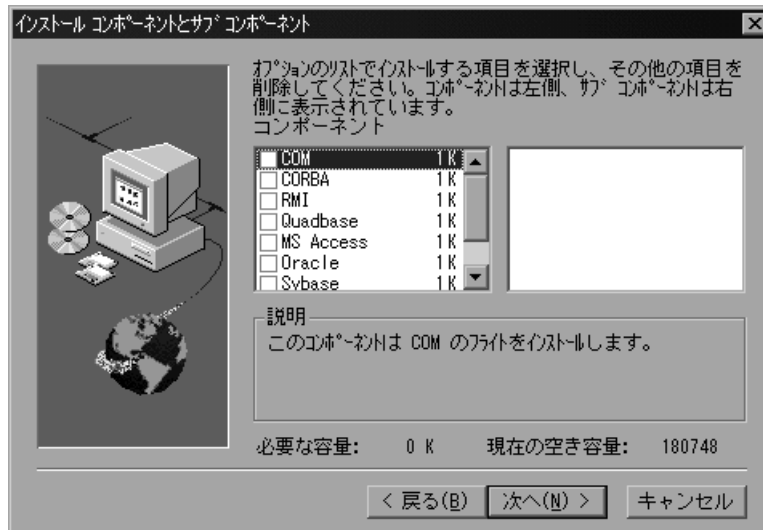 インストール コンポーネントとサブコンポーネント
オプションのリストでインストールする項目を選択し、その他の項目を
削除してください。コンポーネントは左側、サブ コンポーネントは右
側に表示されています。
コンポーネント
COM 1 K
CORBA 1 K
RMI 1 K
Quadbase 1 K
MS Access 1 K
Oracle 1 K
Sybase 1 K
説明
このコンポーネントは COM のフライトをインストールします。
必要な容量: 0 K 現在の空き容量: 180748
< 戻る(B) 次へ(N) > キャンセル